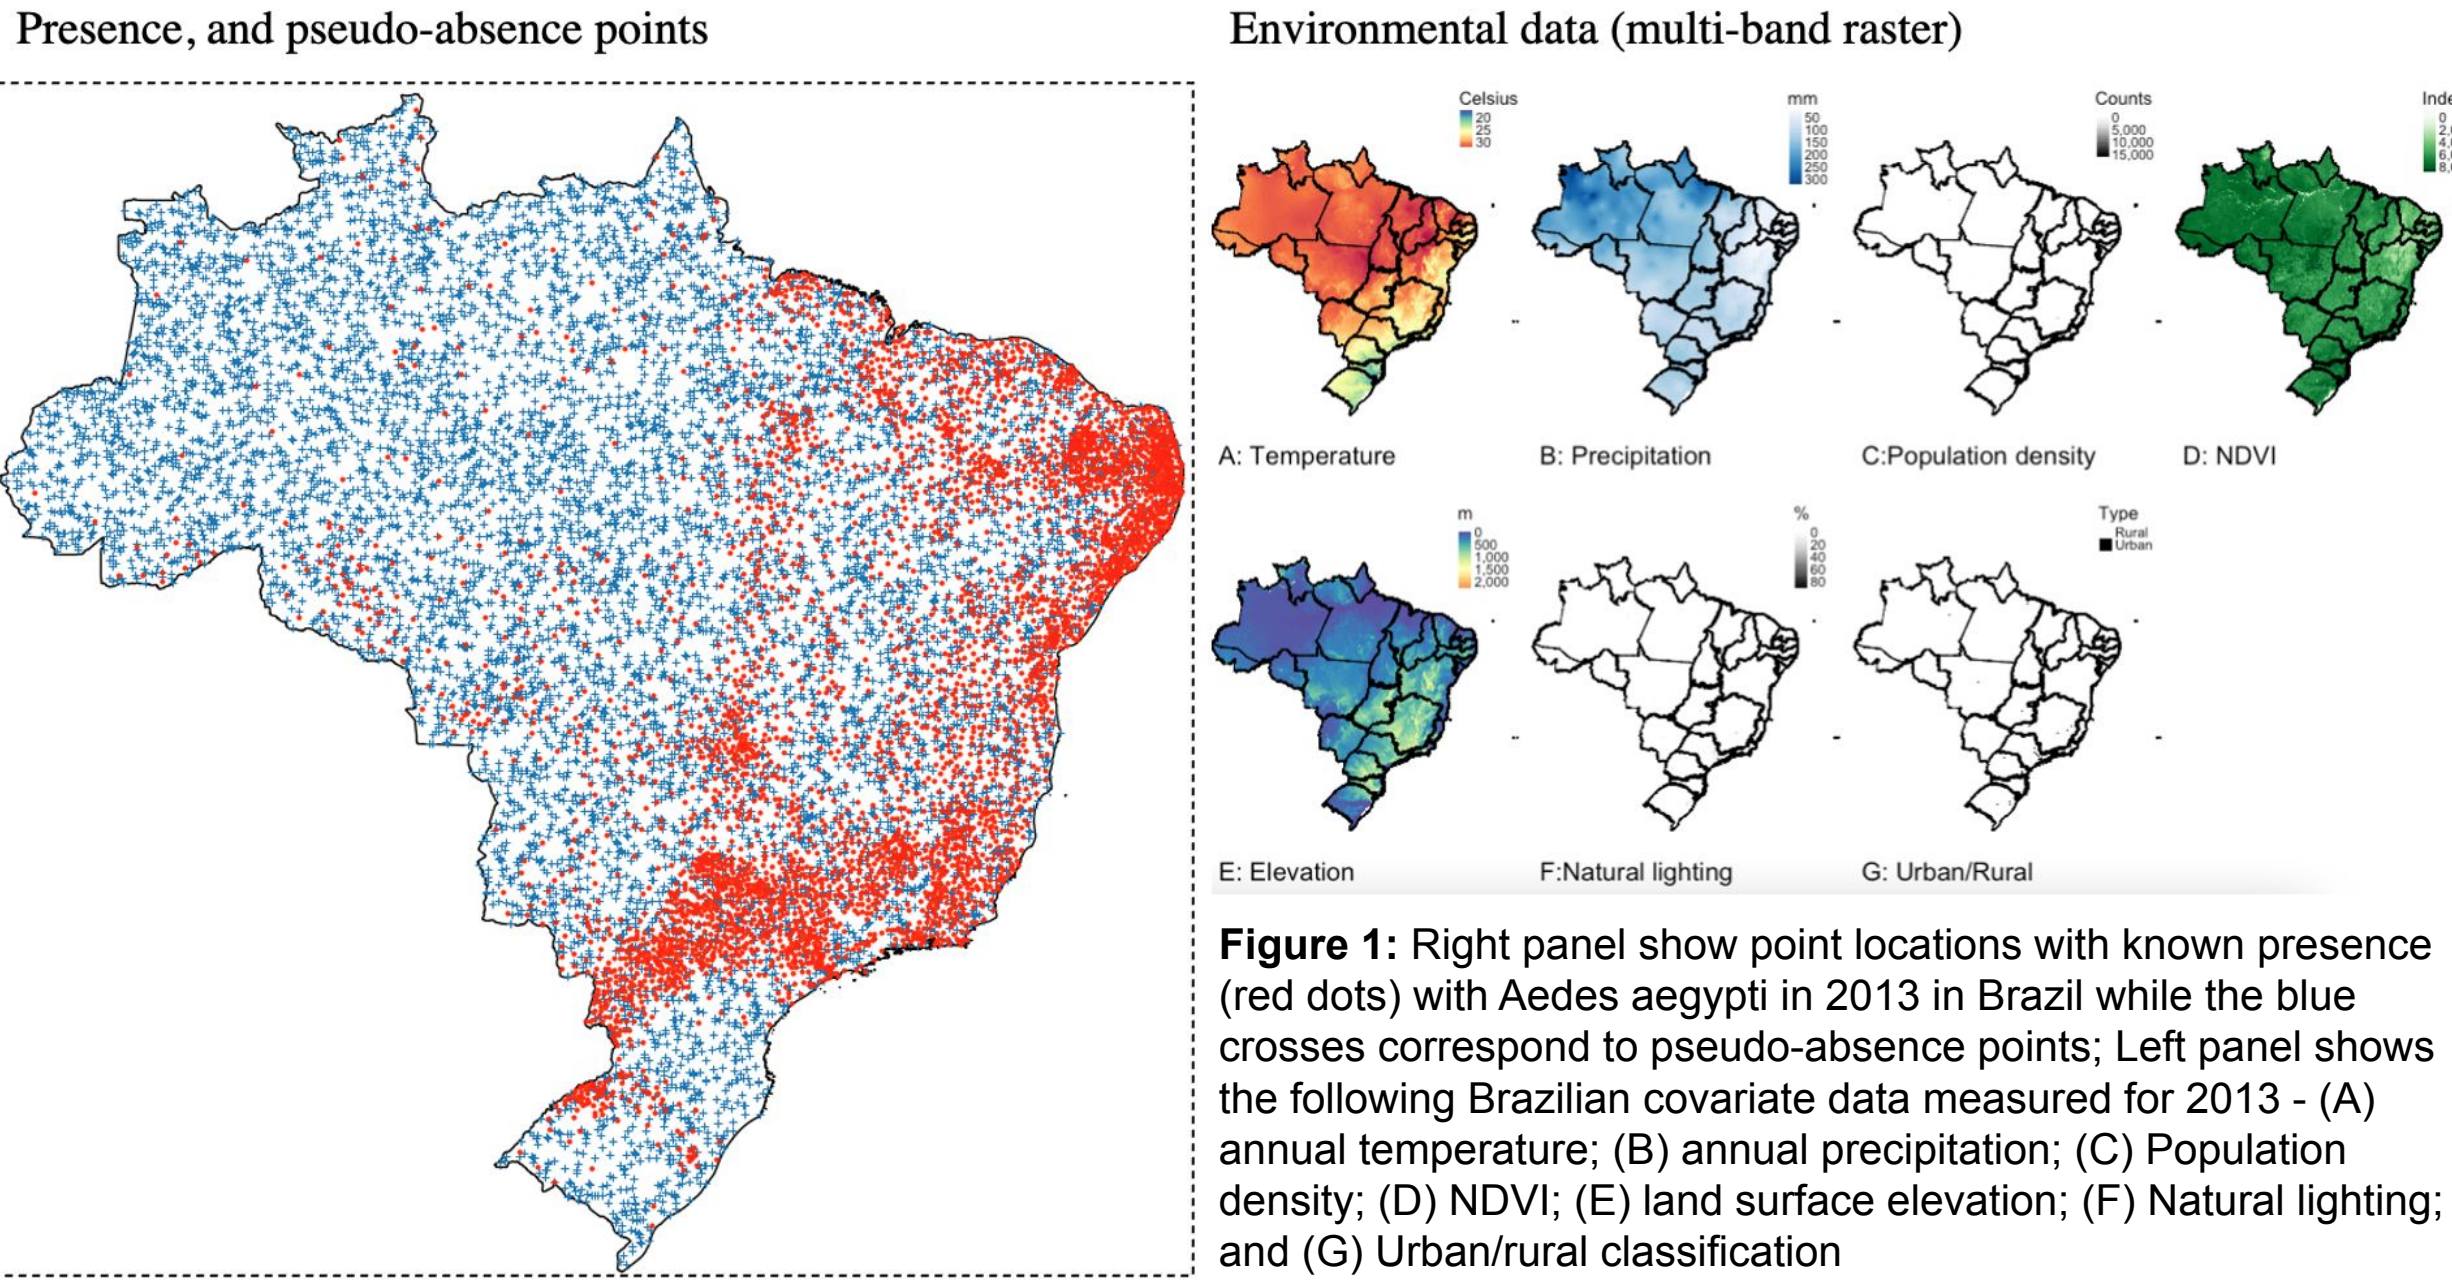 Presence, and pseudo-absence points
Environmental data (multi-band raster)
Celsius
20
25
30
mm
50
100
150
200
250
300
Counts
0
5,000
10,000
15,000
0
A: Temperature
B: Precipitation
C:Population density
D: NDVI
m
0
500
1,000
1,500
2,000
%
0
20
40
60
80
Type
Rural
Urban
E: Elevation
F:Natural lighting
G: Urban/Rural
Figure 1: Right panel show point locations with known presence
(red dots) with Aedes aegypti in 2013 in Brazil while the blue
crosses correspond to pseudo-absence points; Left panel shows
the following Brazilian covariate data measured for 2013 - (A)
annual temperature; (B) annual precipitation; (C) Population
density; (D) NDVI; (E) land surface elevation; (F) Natural lighting;
and (G) Urban/rural classification